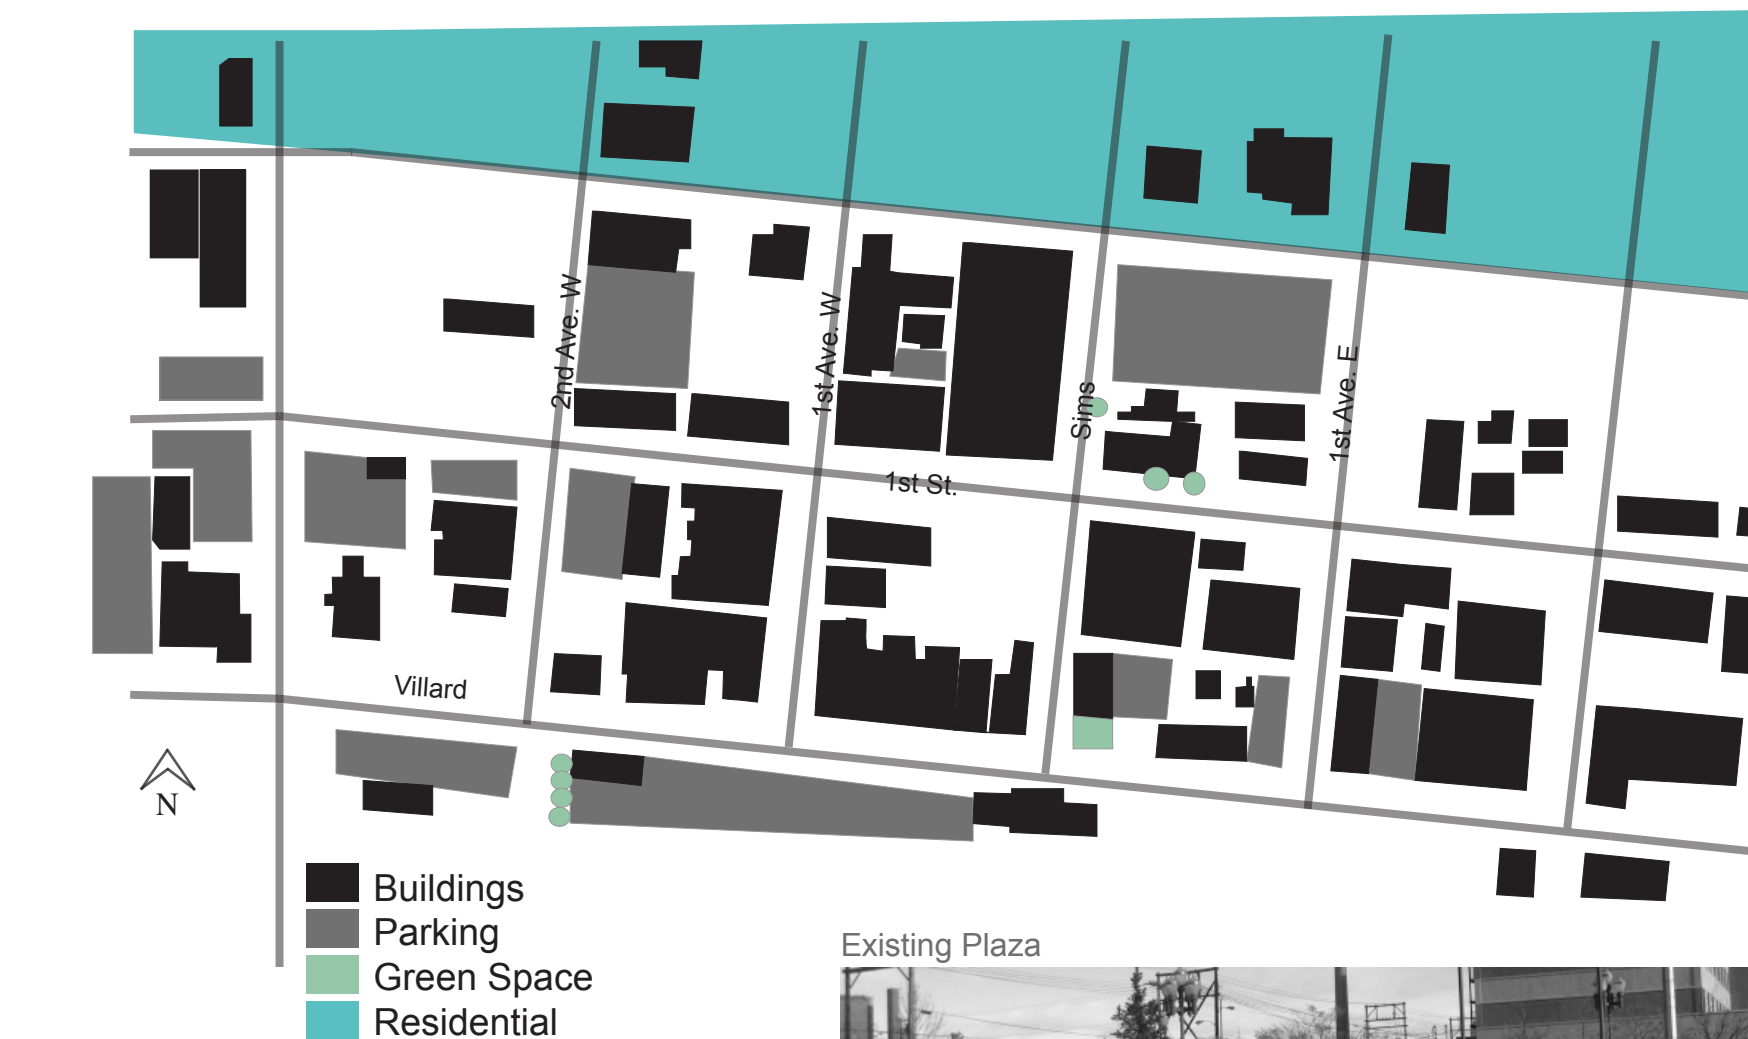 2nd Ave. W
1st Ave. W
Sims
1st Ave. E
1st St.
Villard
N
Buildings
Parking
Green Space
Residential
Existing Plaza